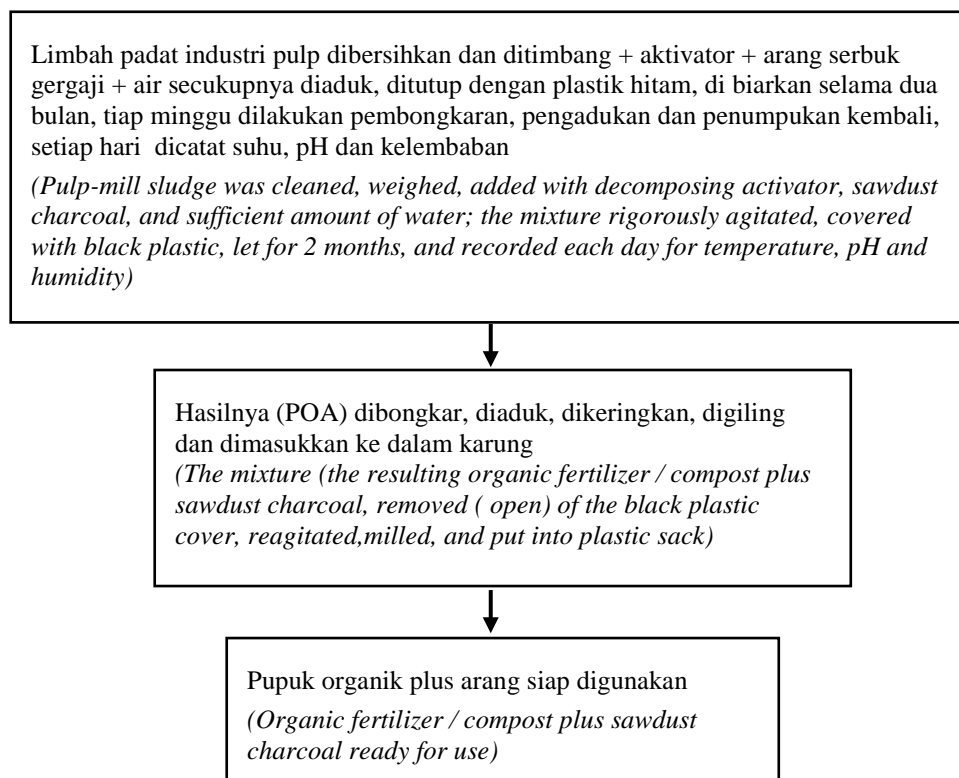 Limbah padat industri pulp dibersihkan dan ditimbang + aktivator + arang serbuk
gergaji + air secukupnya diaduk, ditutup dengan plastik hitam, di biarkan selama dua
bulan, tiap minggu dilakukan pembongkaran, pengadukan dan penumpukan kembali,
setiap hari dicatat suhu, pH dan kelembaban
(Pulp-mill sludge was cleaned, weighed, added with decomposing activator, sawdust
charcoal, and sufficient amount of water; the mixture rigorously agitated, covered
with black plastic, let for 2 months, and recorded each day for temperature, pH and
humidity)
Hasilnya (POA) dibongkar, diaduk, dikeringkan, digiling
dan dimasukkan ke dalam karung
(The mixture (the resulting organic fertilizer / compost plus
sawdust charcoal, removed ( open) of the black plastic
cover, reagitated,milled, and put into plastic sack)
Pupuk organik plus arang siap digunakan
(Organic fertilizer / compost plus sawdust
charcoal ready for use)